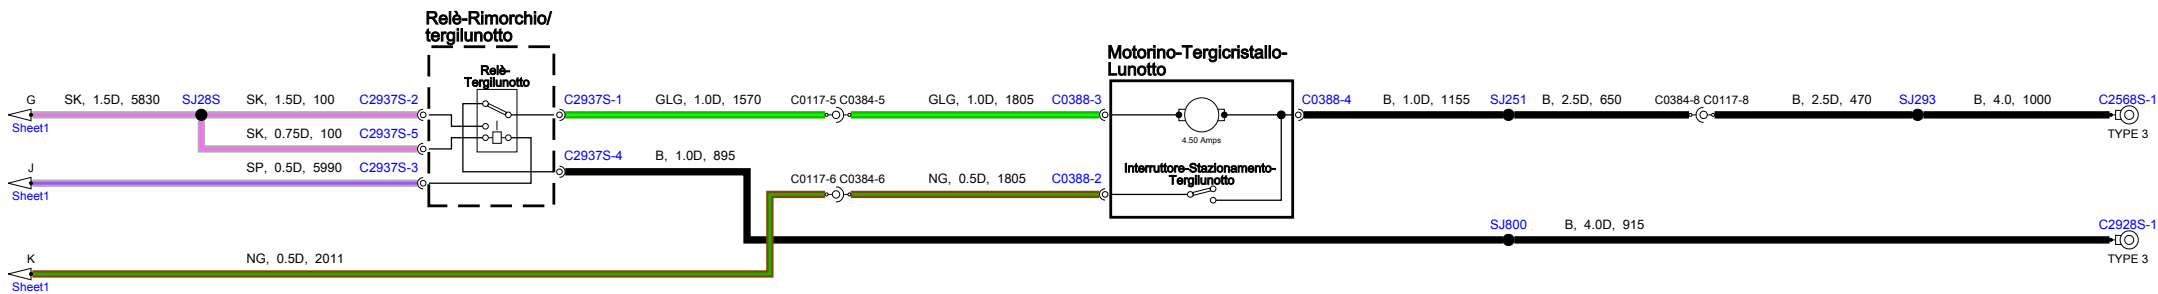 Relè-Rimorchio/
tergilunotto
Relè-
Tergilunotto
Motorino-Tergicristallo-
Lunotto
G
SK, 1.5D, 5830
SJ28S
SK, 1.5D, 100
C2937S-2
C2937S-1
GLG, 1.0D, 1570
C0117-5 C0384-5
GLG, 1.0D, 1805
C0388-3
C0388-4
B, 1.0D, 1155
SJ251
B, 2.5D, 650
C0384-8 C0117-8
B, 2.5D, 470
SJ293
B, 4.0, 1000
C2568S-1
Sheet1
SK, 0.75D, 100
C2937S-5
4.50 Amps
TYPE 3
J
SP, 0.5D, 5990
C2937S-3
C2937S-4
B, 1.0D, 895
Interruttore-Stazionamento-
Tergilunotto
Sheet1
C0117-6 C0384-6
NG, 0.5D, 1805
C0388-2
SJ800
B, 4.0D, 915
C2928S-1
K
NG, 0.5D, 2011
TYPE 3
Sheet1